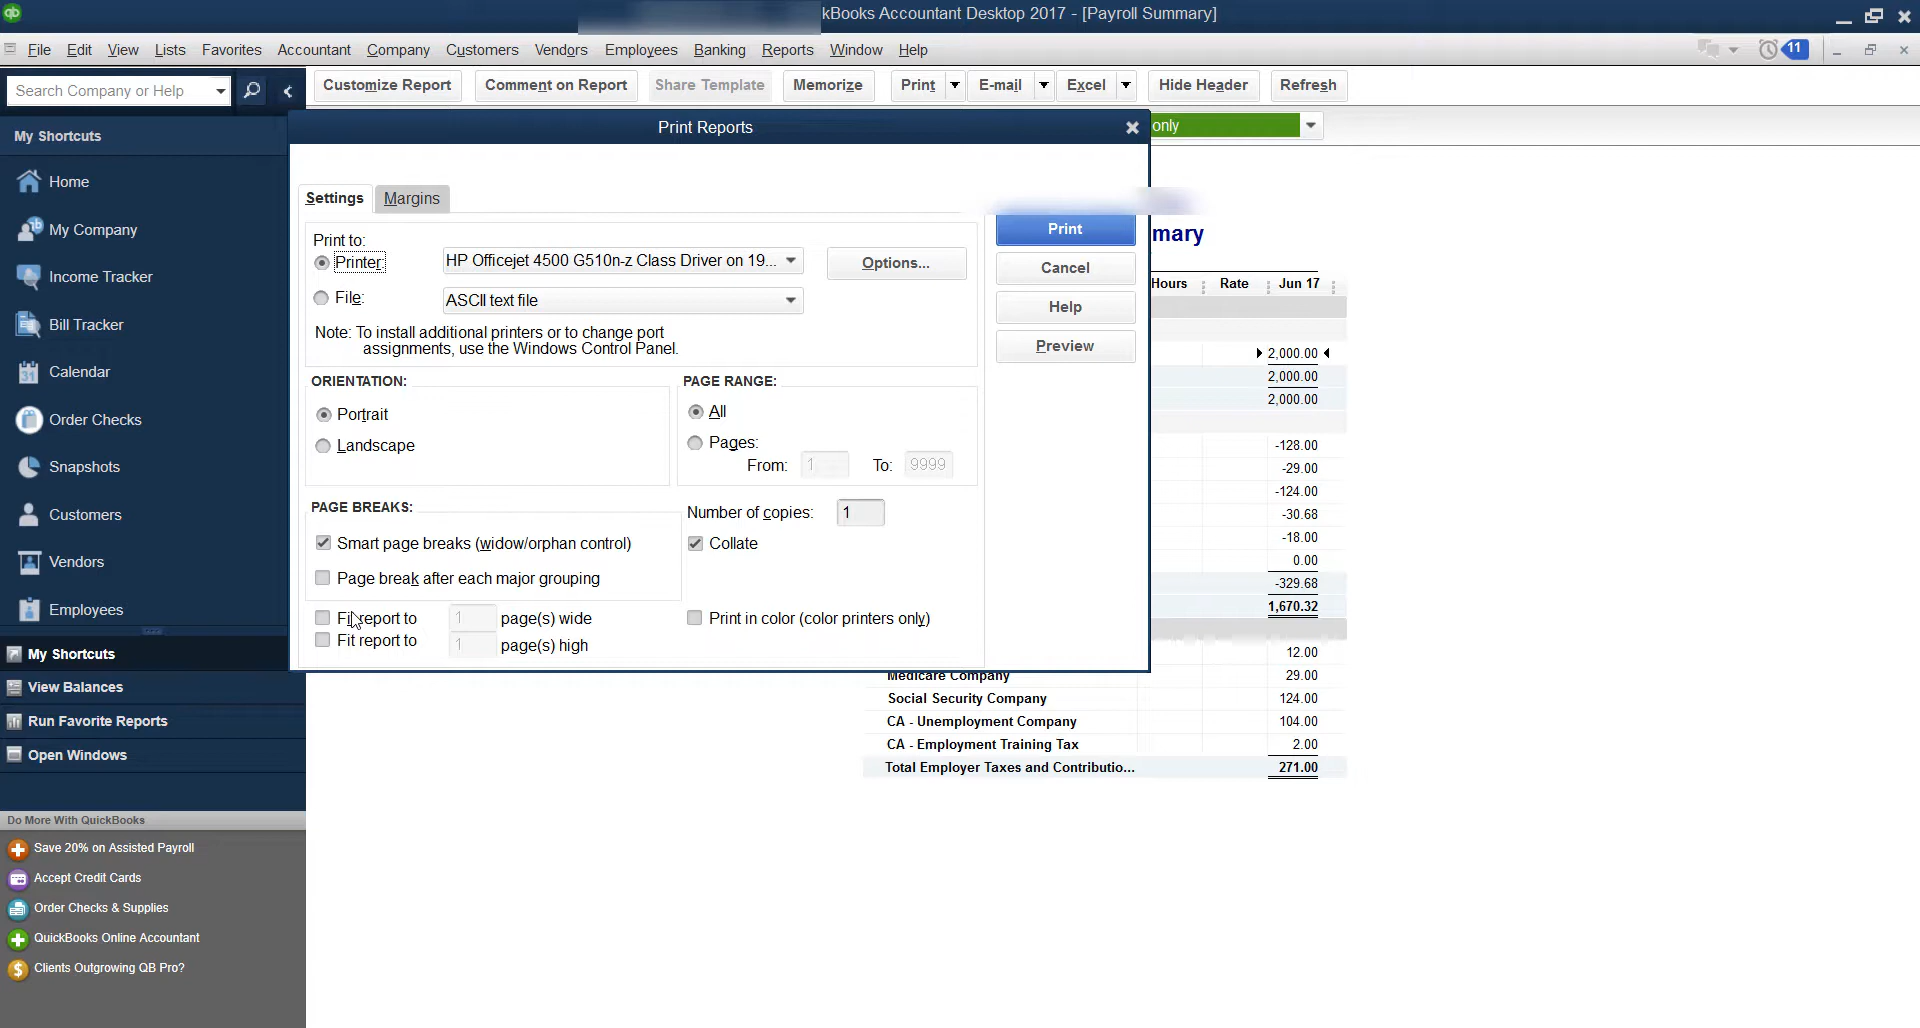 kBooks Accountant Desktop 2017 - [Payroll Summary]
File Edit View Lists Favorites Accountant Company Customers Vendors Employees Banking Reports Window Help
11
Search Company or Help
Customize Report Comment on Report Share Template Memorize Print E-mail Excel Hide Header Refresh
My Shortcuts
Home
My Company
Income Tracker
Bill Tracker
31
Calendar
Order Checks
Snapshots
Customers
Vendors
Employees
My Shortcuts
View Balances
Run Favorite Reports
Open Windows
Do More With QuickBooks
Save 20% on Assisted Payroll
Accept Credit Cards
Order Checks & Supplies
QuickBooks Online Accountant
Clients Outgrowing QB Pro?
Print Reports
Settings Margins
Print to:
Printer: HP Officejet 4500 G510n-z Class Driver on 19... Options...
File: ASCII text file
Note: To install additional printers or to change port
assignments, use the Windows Control Panel.
ORIENTATION:
Portrait
Landscape
PAGE RANGE:
All
Pages:
From: 1 To: 9999
PAGE BREAKS:
Smart page breaks (widow/orphan control)
Page break after each major grouping
Number of copies: 1
Collate
Fit report to 1 page(s) wide
Fit report to 1 page(s) high
Print in color (color printers only)
Print
Cancel
Help
Preview
only
mary
Hours Rate Jun 17
2,000.00
2,000.00
2,000.00
-128.00
-29.00
-124.00
-30.68
-18.00
0.00
-329.68
1,670.32
12.00
Medicare Company 29.00
Social Security Company 124.00
CA - Unemployment Company 104.00
CA - Employment Training Tax 2.00
Total Employer Taxes and Contributio... 271.00